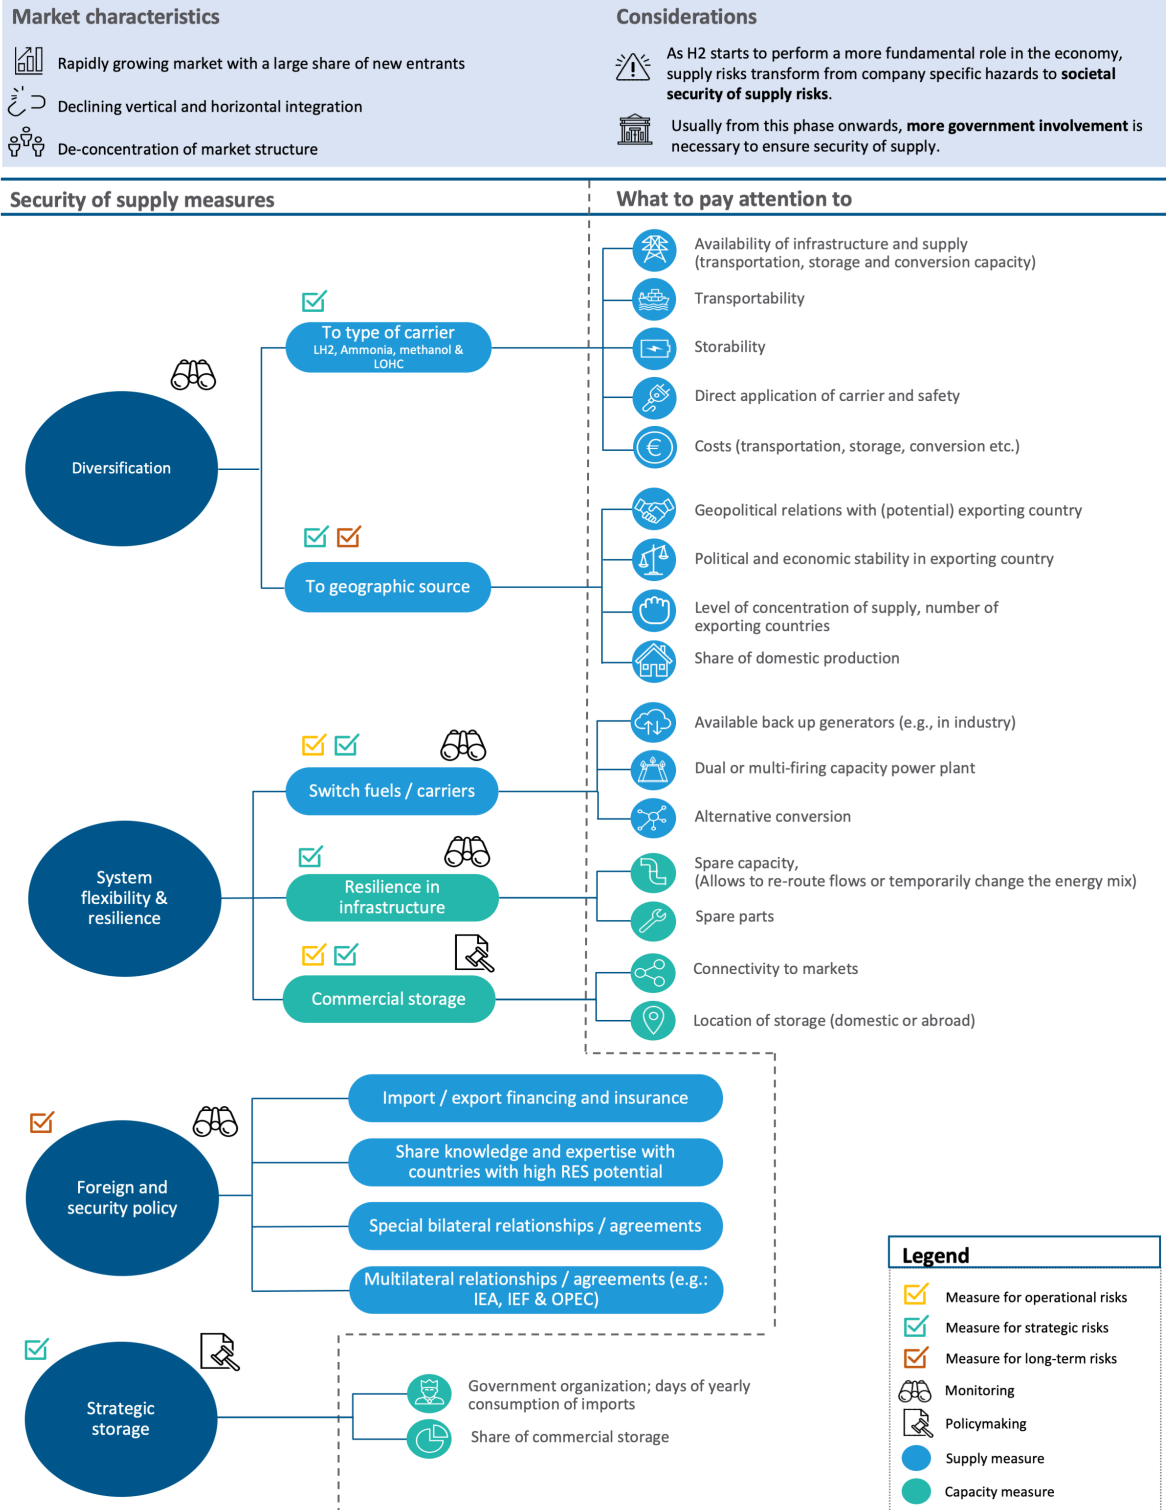 Market characteristics
Rapidly growing market with a large share of new entrants
Declining vertical and horizontal integration
De-concentration of market structure
Considerations
As H2 starts to perform a more fundamental role in the economy,
supply risks transform from company specific hazards to societal
security of supply risks.
Usually from this phase onwards, more government involvement is
necessary to ensure security of supply.
Security of supply measures
What to pay attention to
Diversification
To type of carrier
LH2, Ammonia, methanol &
LOHC
Availability of infrastructure and supply
(transportation, storage and conversion capacity)
Transportability
Storability
Direct application of carrier and safety
Costs (transportation, storage, conversion etc.)
To geographic source
Geopolitical relations with (potential) exporting country
Political and economic stability in exporting country
Level of concentration of supply, number of
exporting countries
Share of domestic production
System
flexibility &
resilience
Switch fuels / carriers
Available back up generators (e.g., in industry)
Dual or multi-firing capacity power plant
Alternative conversion
Resilience in
infrastructure
Spare capacity,
(Allows to re-route flows or temporarily change the energy mix)
Spare parts
Commercial storage
Connectivity to markets
Location of storage (domestic or abroad)
Foreign and
security policy
Import / export financing and insurance
Share knowledge and expertise with
countries with high RES potential
Special bilateral relationships / agreements
Multilateral relationships / agreements (e.g.:
IEA, IEF & OPEC)
Strategic
storage
Government organization; days of yearly
consumption of imports
Share of commercial storage
Legend
Measure for operational risks
Measure for strategic risks
Measure for long-term risks
Monitoring
Policymaking
Supply measure
Capacity measure